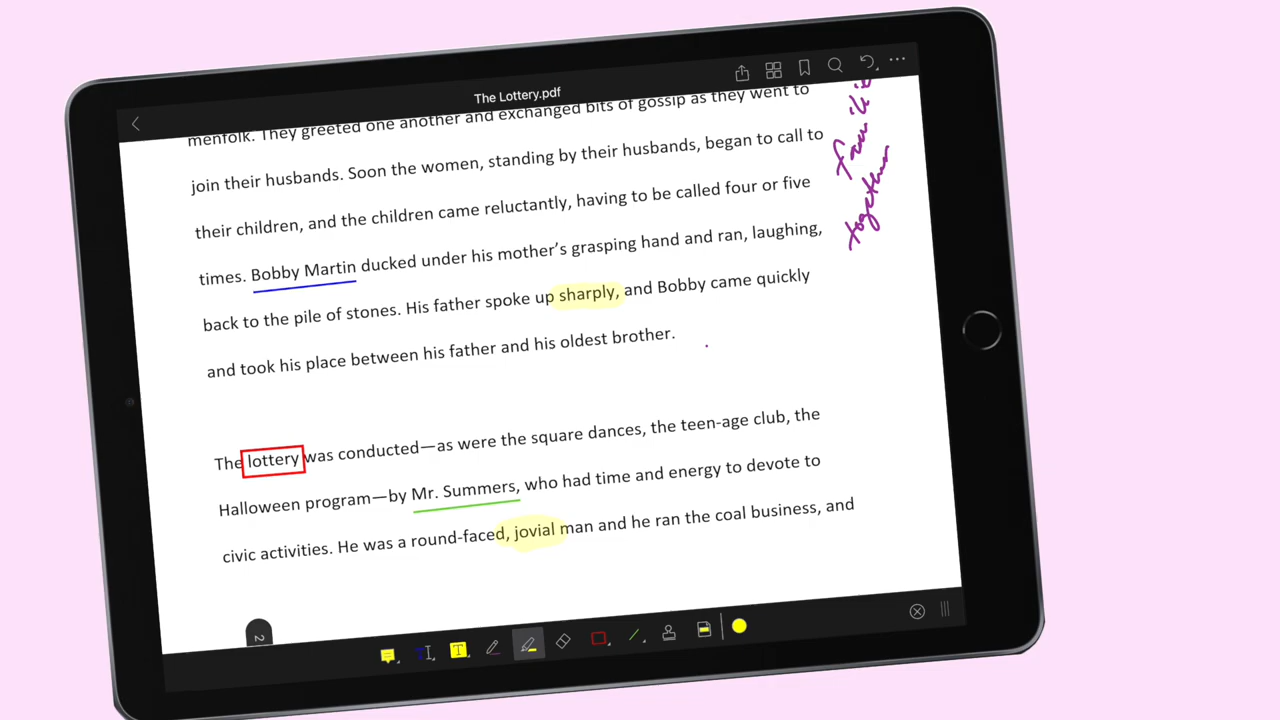 The Lottery.pdf
menfolk. They greeted one another and exchanged bits of gossip as they went to
join their husbands. Soon the women, standing by their husbands, began to call to
their children, and the children came reluctantly, having to be called four or five
times. Bobby Martin ducked under his mother's grasping hand and ran, laughing,
back to the pile of stones. His father spoke up sharply, and Bobby came quickly
and took his place between his father and his oldest brother.
together
The lottery was conducted—as were the square dances, the teen-age club, the
Halloween program—by Mr. Summers, who had time and energy to devote to
civic activities. He was a round-faced, jovial man and he ran the coal business, and
2
T